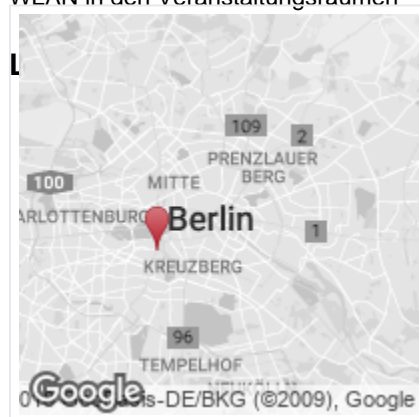 WLAN in den Veranstaltungsräumen
L
109
2
PRENZLAUER
BERG
100
MITTE
ARLOTTENBURG
Berlin
1
KREUZBERG
96
TEMPELHOF
Google
-DE/BKG (©2009), Google